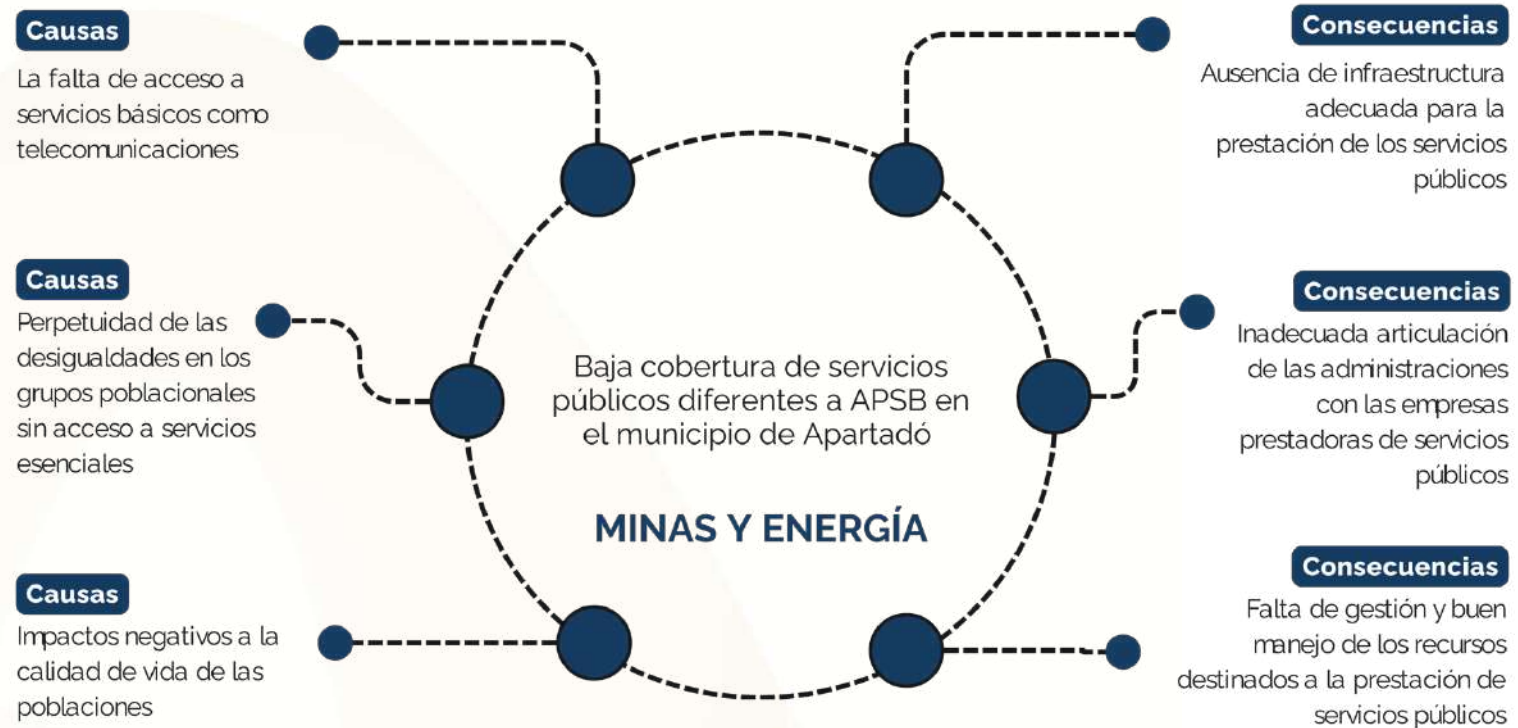 Causas
La falta de acceso a
servicios básicos como
telecomunicaciones
Causas
Perpetuidad de las
desigualdades en los
grupos poblacionales
sin acceso a servicios
esenciales
Causas
Impactos negativos a la
calidad de vida de las
poblaciones
Baja cobertura de servicios
públicos diferentes a APSB en
el municipio de Apartadó
MINAS Y ENERGÍA
Consecuencias
Ausencia de infraestructura
adecuada para la
prestación de los servicios
públicos
Consecuencias
Inadecuada articulación
de las administraciones
con las empresas
prestadoras de servicios
públicos
Consecuencias
Falta de gestión y buen
manejo de los recursos
destinados a la prestación de
servicios públicos